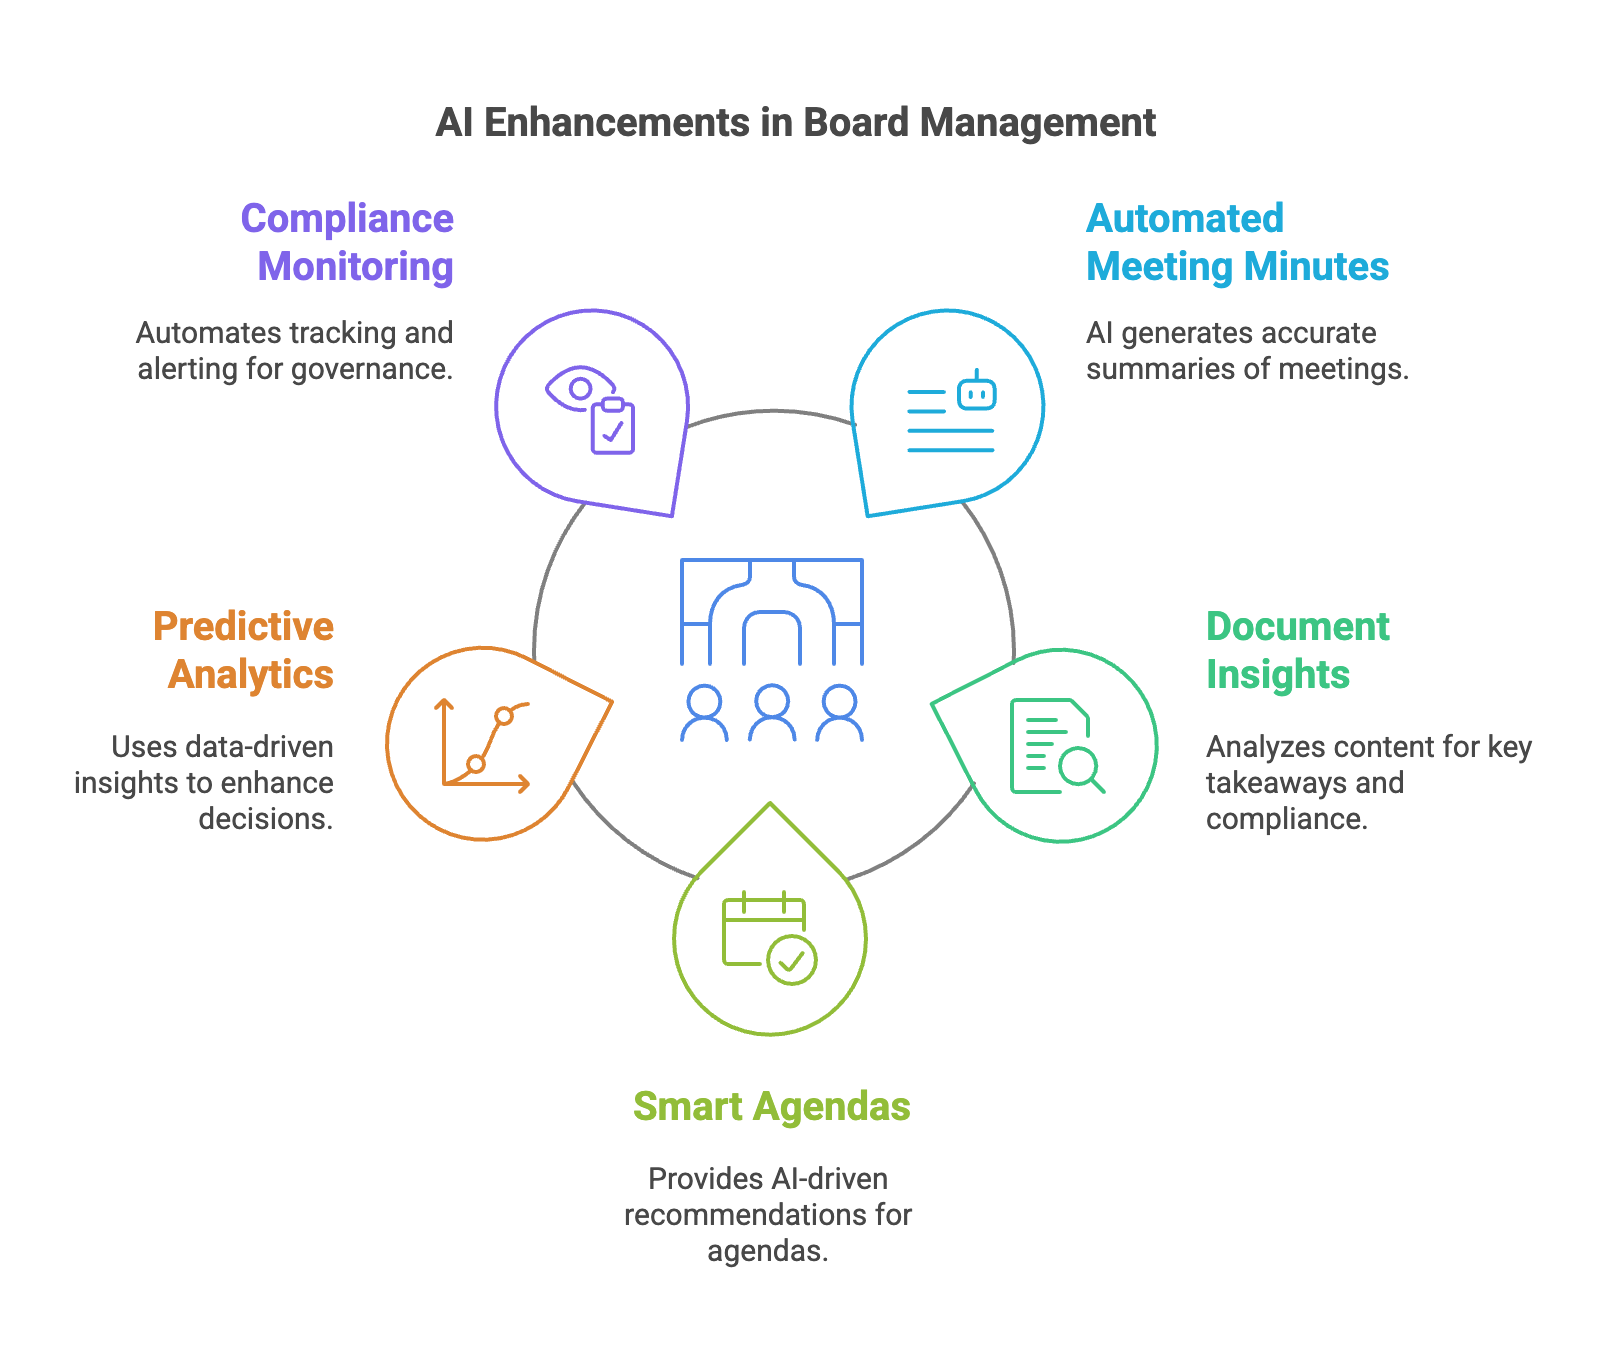 AI Enhancements in Board Management
Compliance
Monitoring
Automates tracking and
alerting for governance.
Automated
Meeting Minutes
AI generates accurate
summaries of meetings.
Predictive
Analytics
Uses data-driven
insights to enhance
decisions.
Document
Insights
Analyzes content for key
takeaways and
compliance.
Smart Agendas
Provides AI-driven
recommendations for
agendas.